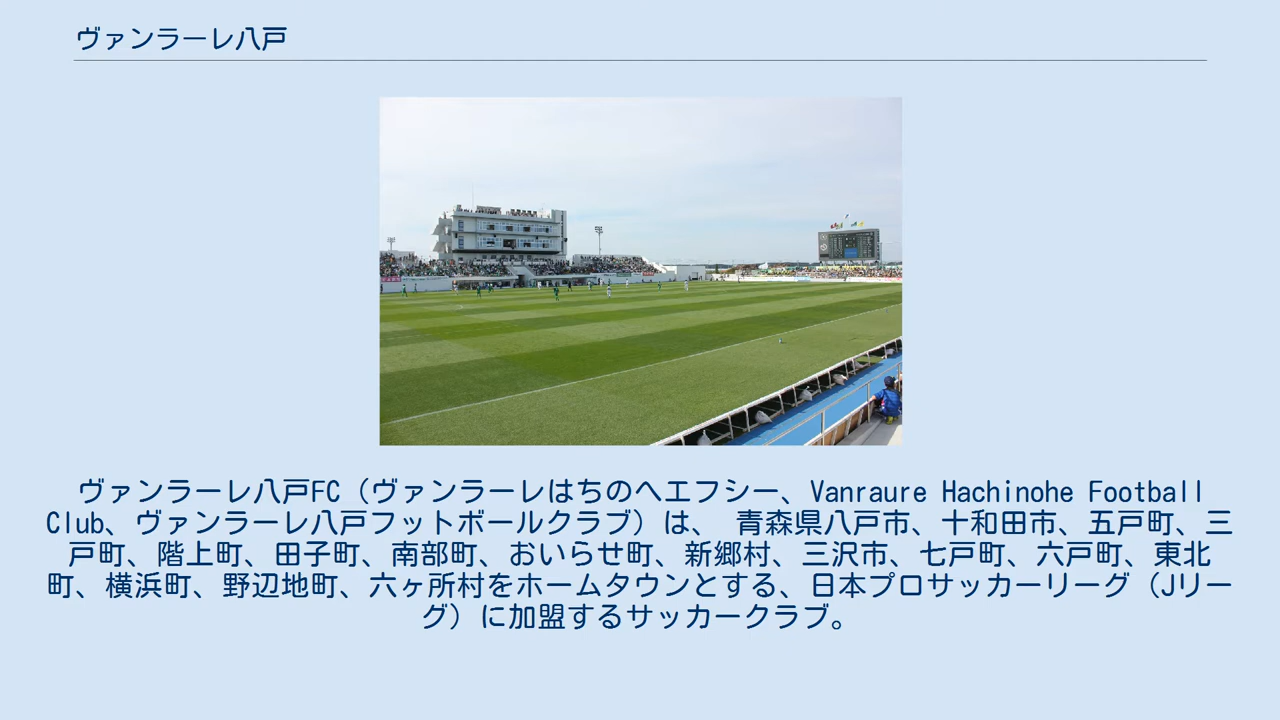 ヴァンラーレ八戸
ヴァンラーレ八戸FC（ヴァンラーレはちのへエフシー、Vanraure Hachinohe Football
Club、ヴァンラーレ八戸フットボールクラブ）は、 青森県八戸市、十和田市、五戸町、三
戸町、階上町、田子町、南部町、おいらせ町、新郷村、三沢市、七戸町、六戸町、東北
町、横浜町、野辺地町、六ヶ所村をホームタウンとする、日本プロサッカーリーグ（Jリー
グ）に加盟するサッカークラブ。